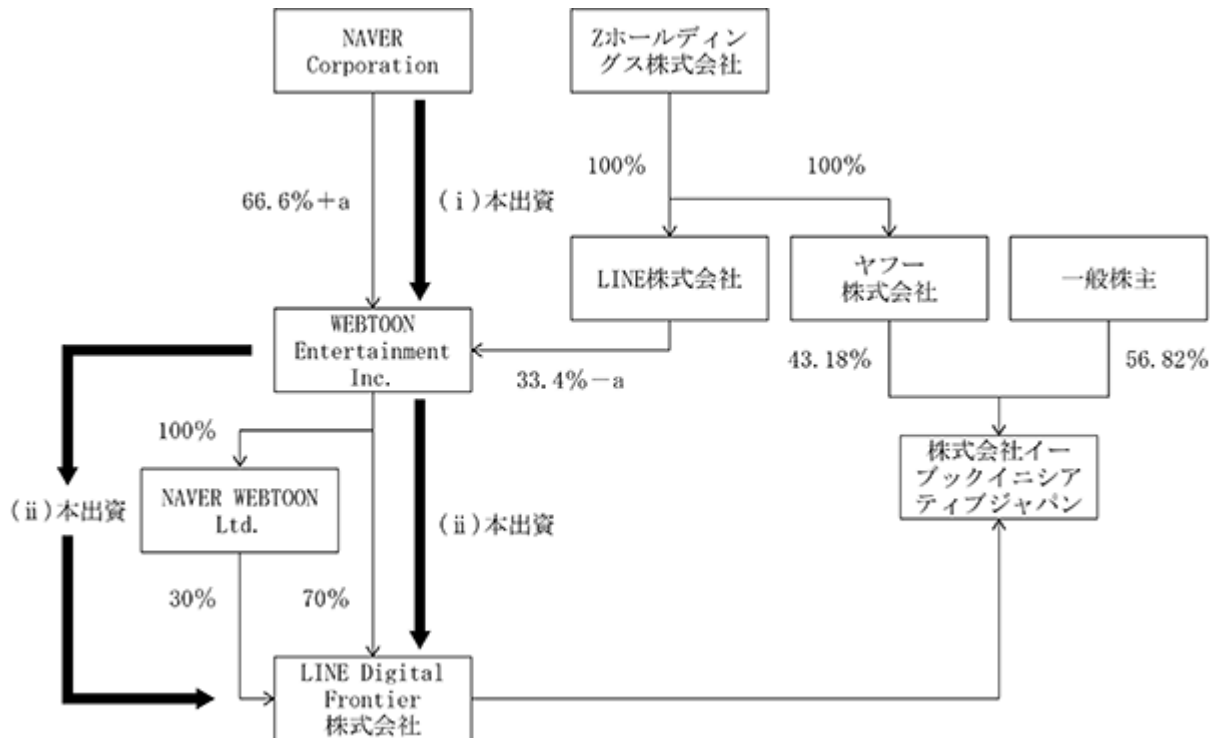 NAVER
Corporation
Zホールディン
グス株式会社
100%
100%
66.6%+a
(ⅰ)本出資
LINE株式会社
ヤフー
株式会社
一般株主
WEBTOON
Entertainment
Inc.
33.4%-a
43.18%
56.82%
100%
株式会社イー
ブックイニシア
ティブジャパン
NAVER WEBTOON
Ltd.
(ⅱ)本出資
(ⅱ)本出資
30%
70%
LINE Digital
Frontier
株式会社